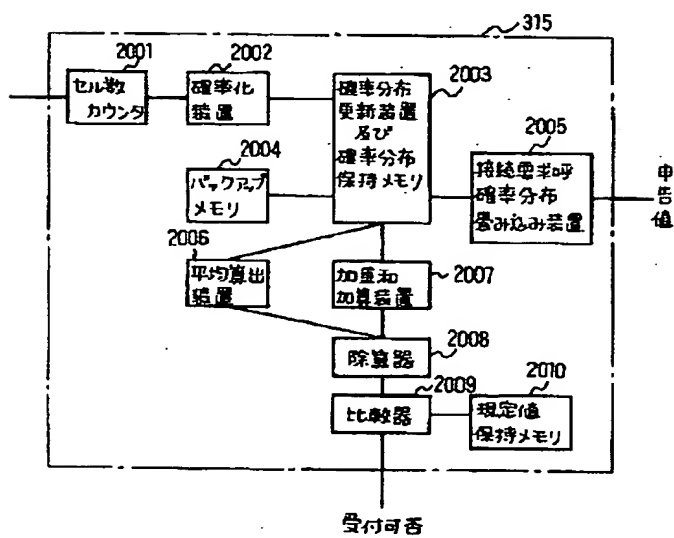 315
2001
セル数
カウンタ
2002
確率化
装置
2003
確率分布
更新装置
及び
確率分布
保持メモリ
2004
バックアップ
メモリ
2005
接続要求呼
確率分布
畳み込み装置
申告値
2006
平均算出
装置
2007
加重和
加算装置
2008
除算器
2009
比較器
2010
規定値
保持メモリ
受付可否